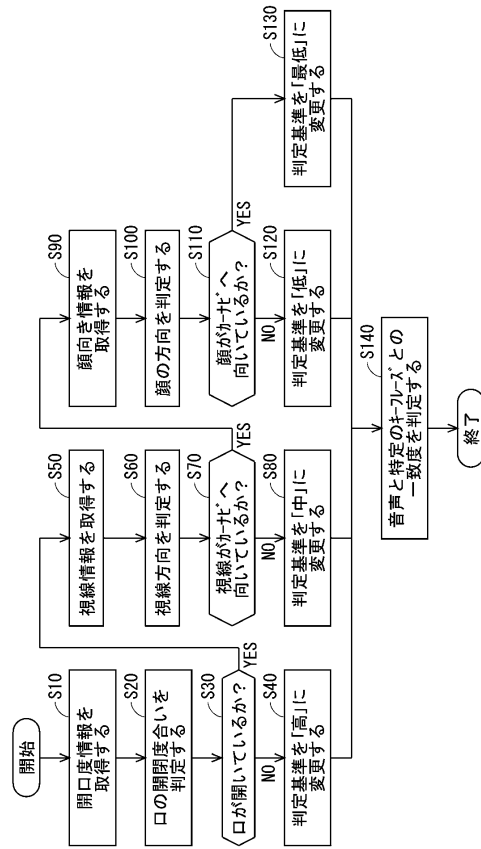 開始
S10
開口度情報を
取得する
S20
口の開閉度合いを
判定する
S30
口が開いているか？
YES
NO
S40
判定基準を「高」に
変更する
S50
視線情報を取得する
S60
視線方向を判定する
S70
視線がカーナビへ
向いているか？
YES
NO
S80
判定基準を「中」に
変更する
S90
顔向き情報を
取得する
S100
顔の方向を判定する
S110
顔がカーナビへ
向いているか？
YES
NO
S120
判定基準を「低」に
変更する
S130
判定基準を「最低」に
変更する
S140
音声と特定のキーフレーズとの
一致度を判定する
終了